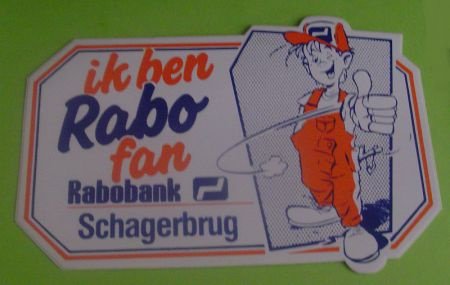 ik ben
Rabo
fan
Rabobank
Schagerbrug